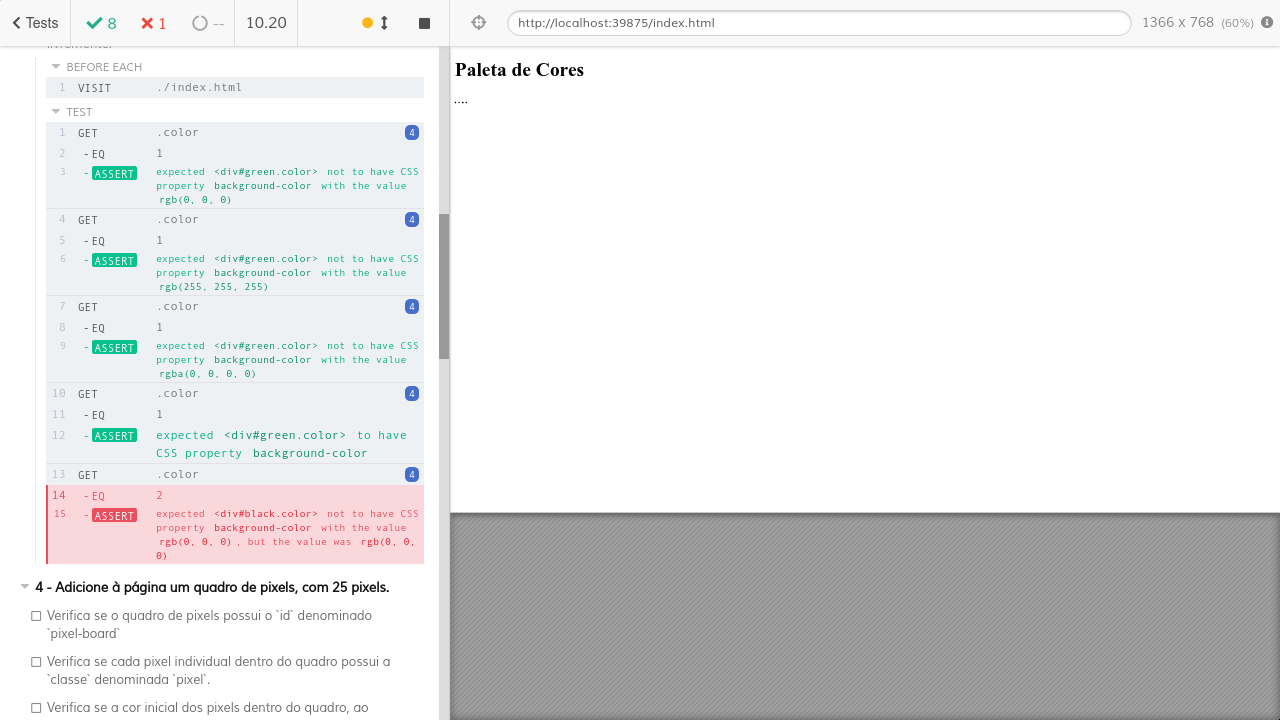 Tests
8
1
--
10.20
http://localhost:39875/index.html
1366 x 768 (60%)
livremente.
BEFORE EACH
1 VISIT ./index.html
TEST
1 GET .color 4
2 -EQ 1
3 -ASSERT expected <div#green.color> not to have CSS
property background-color with the value
rgb(0, 0, 0)
4 GET .color 4
5 -EQ 1
6 -ASSERT expected <div#green.color> not to have CSS
property background-color with the value
rgb(255, 255, 255)
7 GET .color 4
8 -EQ 1
9 -ASSERT expected <div#green.color> not to have CSS
property background-color with the value
rgba(0, 0, 0, 0)
10 GET .color 4
11 -EQ 1
12 -ASSERT expected <div#green.color> to have
CSS property background-color
13 GET .color 4
14 -EQ 2
15 -ASSERT expected <div#black.color> not to have CSS
property background-color with the value
rgb(0, 0, 0), but the value was rgb(0, 0,
0)
4 - Adicione à página um quadro de pixels, com 25 pixels.
Verifica se o quadro de pixels possui o `id` denominado
`pixel-board`
Verifica se cada pixel individual dentro do quadro possui a
`classe` denominada `pixel`.
Verifica se a cor inicial dos pixels dentro do quadro, ao
Paleta de Cores
....